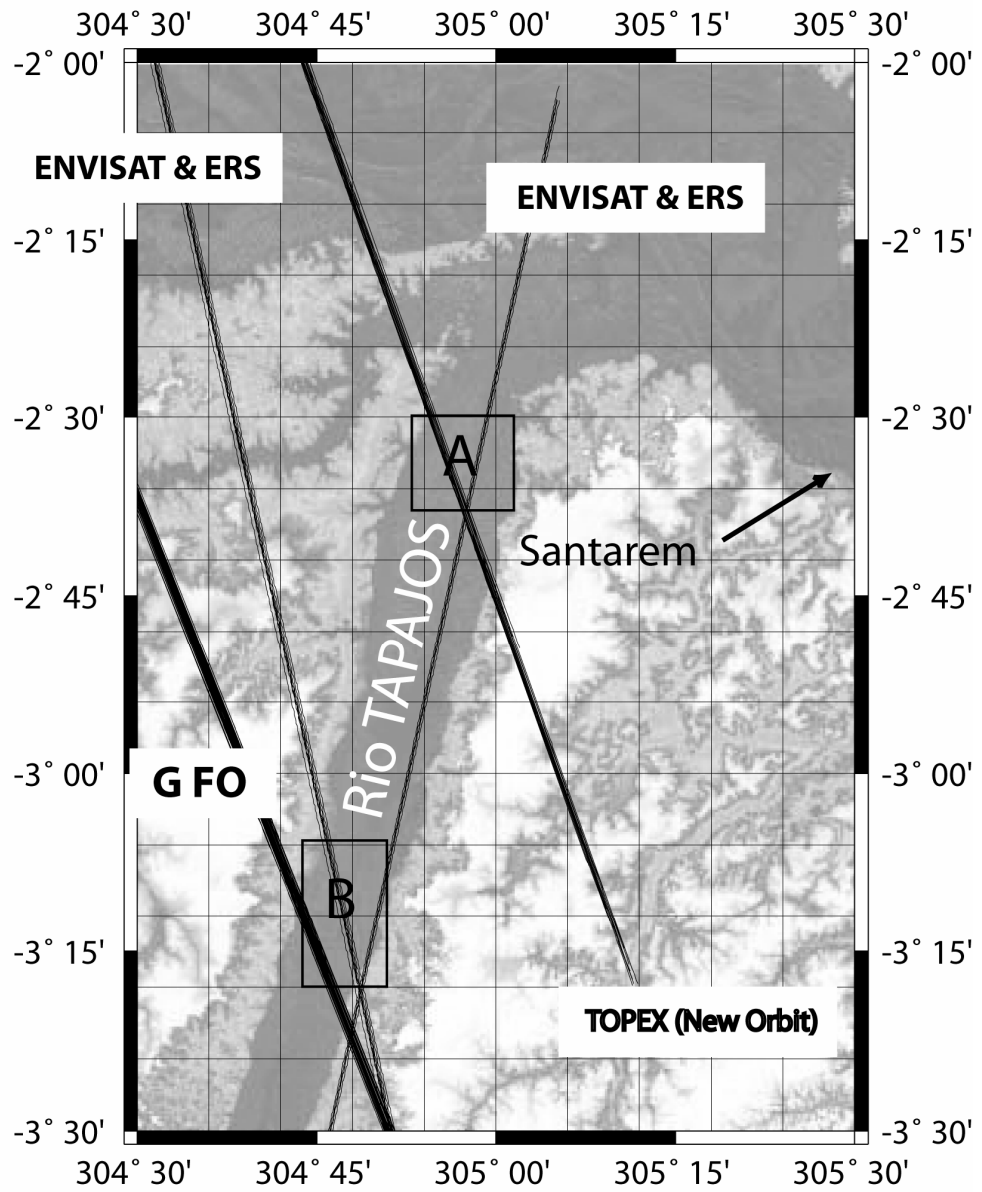 304° 30' 304° 45' 305° 00' 305° 15' 305° 30'
-2° 00' -2° 00'
ENVISAT & ERS
ENVISAT & ERS
-2° 15' -2° 15'
-2° 30' -2° 30'
A
Santarem
-2° 45' -2° 45'
Rio TAPAJOS
-3° 00' -3° 00'
G FO
B
-3° 15' -3° 15'
TOPEX (New Orbit)
-3° 30' -3° 30'
304° 30' 304° 45' 305° 00' 305° 15' 305° 30'